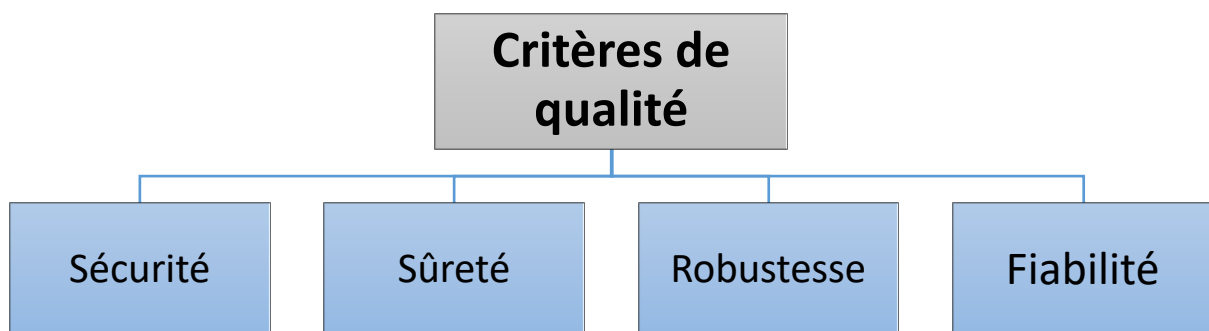 Critères de
qualité
Sécurité
Sûreté
Robustesse
Fiabilité